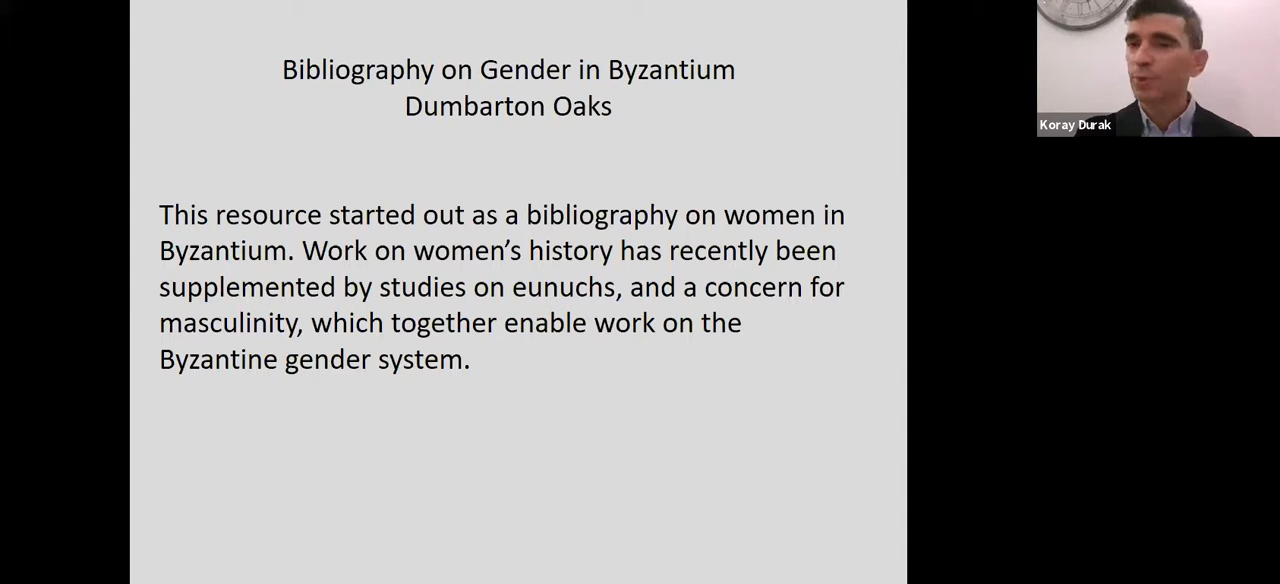 Bibliography on Gender in Byzantium
Dumbarton Oaks
This resource started out as a bibliography on women in
Byzantium. Work on women’s history has recently been
supplemented by studies on eunuchs, and a concern for
masculinity, which together enable work on the
Byzantine gender system.
Koray Durak